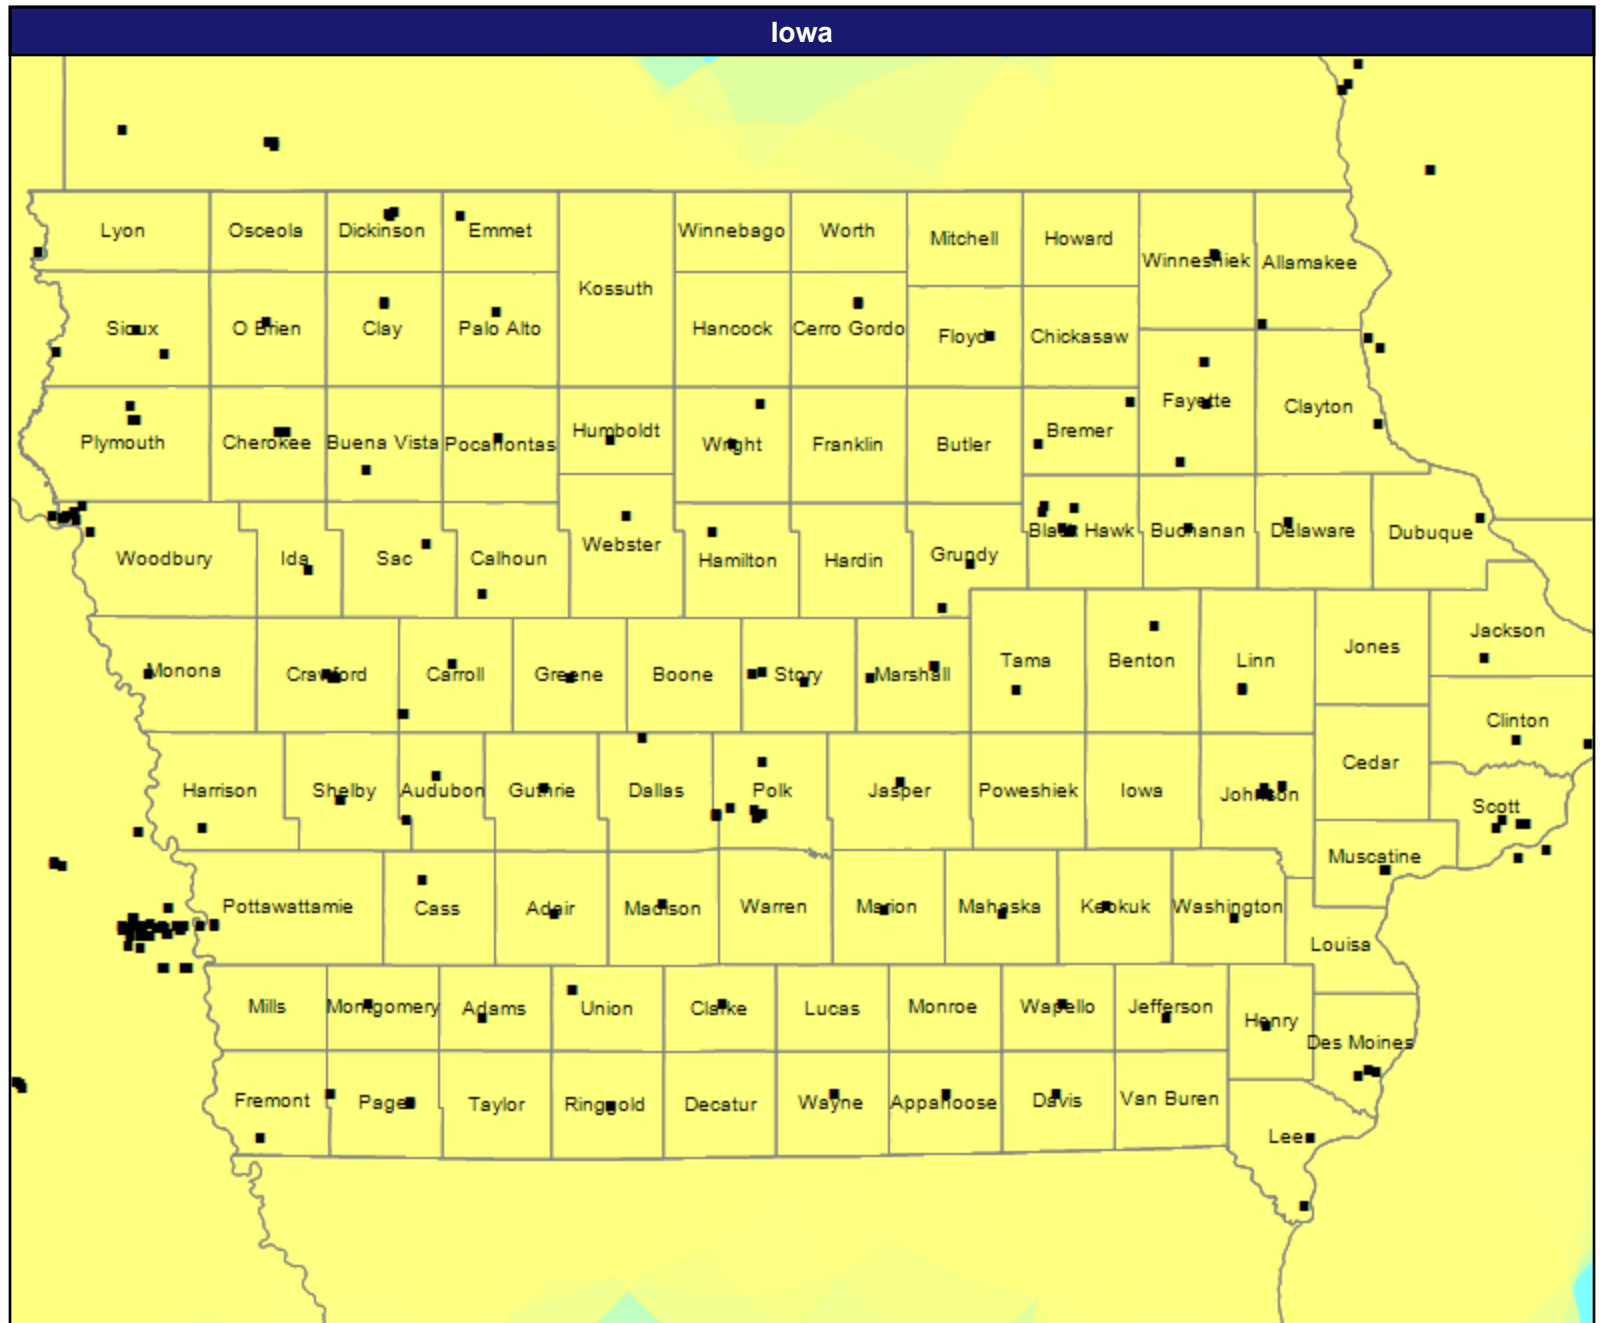 Iowa
Lyon
Osceola
Dickinson
Emmet
Kossuth
Winnebago
Worth
Mitchell
Howard
Winneshiek
Allamakee
Sioux
O Brien
Clay
Palo Alto
Hancock
Cerro Gordo
Floyd
Chickasaw
Plymouth
Cherokee
Buena Vista
Pocahontas
Humboldt
Wright
Franklin
Butler
Bremer
Fayette
Clayton
Woodbury
Ida
Sac
Calhoun
Webster
Hamilton
Hardin
Grundy
Black Hawk
Buchanan
Delaware
Dubuque
Monona
Crawford
Carroll
Greene
Boone
Story
Marshall
Tama
Benton
Linn
Jones
Jackson
Clinton
Harrison
Shelby
Audubon
Guthrie
Dallas
Polk
Jasper
Poweshiek
Iowa
Johnson
Cedar
Scott
Muscatine
Pottawattamie
Cass
Adair
Madison
Warren
Marion
Mahaska
Keokuk
Washington
Louisa
Mills
Montgomery
Adams
Union
Clarke
Lucas
Monroe
Wapello
Jefferson
Henry
Des Moines
Fremont
Page
Taylor
Ringgold
Decatur
Wayne
Appanoose
Davis
Van Buren
Lee